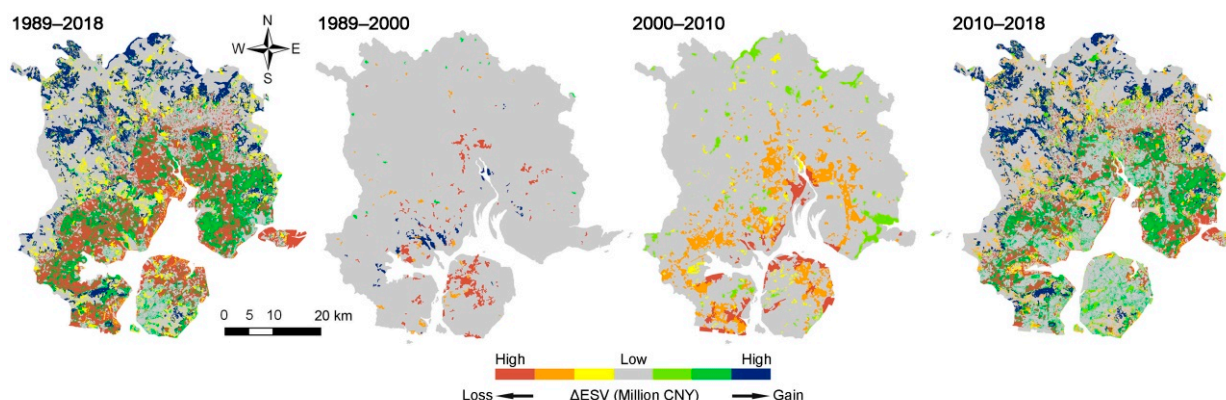 1989–2018
1989–2000
2000–2010
2010–2018
N
W E
S
0 5 10 20 km
High Low High
Loss ΔESV (Million CNY) Gain